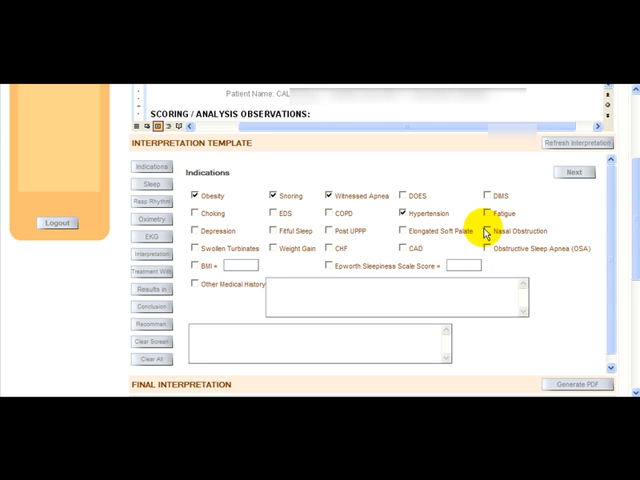 Patient Name: CAL
SCORING / ANALYSIS OBSERVATIONS:
INTERPRETATION TEMPLATE
Refresh Interpretation
Indications
Indications
Next
Sleep
Obesity
Snoring
Witnessed Apnea
DOES
DIMS
Resp Rhythm
Choking
EDS
COPD
Hypertension
Fatigue
Oximetry
Depression
Fitful Sleep
Post UPPP
Elongated Soft Palate
Nasal Obstruction
Logout
EKG
Swollen Turbinates
Weight Gain
CHF
CAD
Obstructive Sleep Apnea (OSA)
Interpretation
BMI =
Epworth Sleepiness Scale Score =
Treatment With
Other Medical History
Results in
Conclusion
Recommen
Clear Screen
Clear All
FINAL INTERPRETATION
Generate PDF